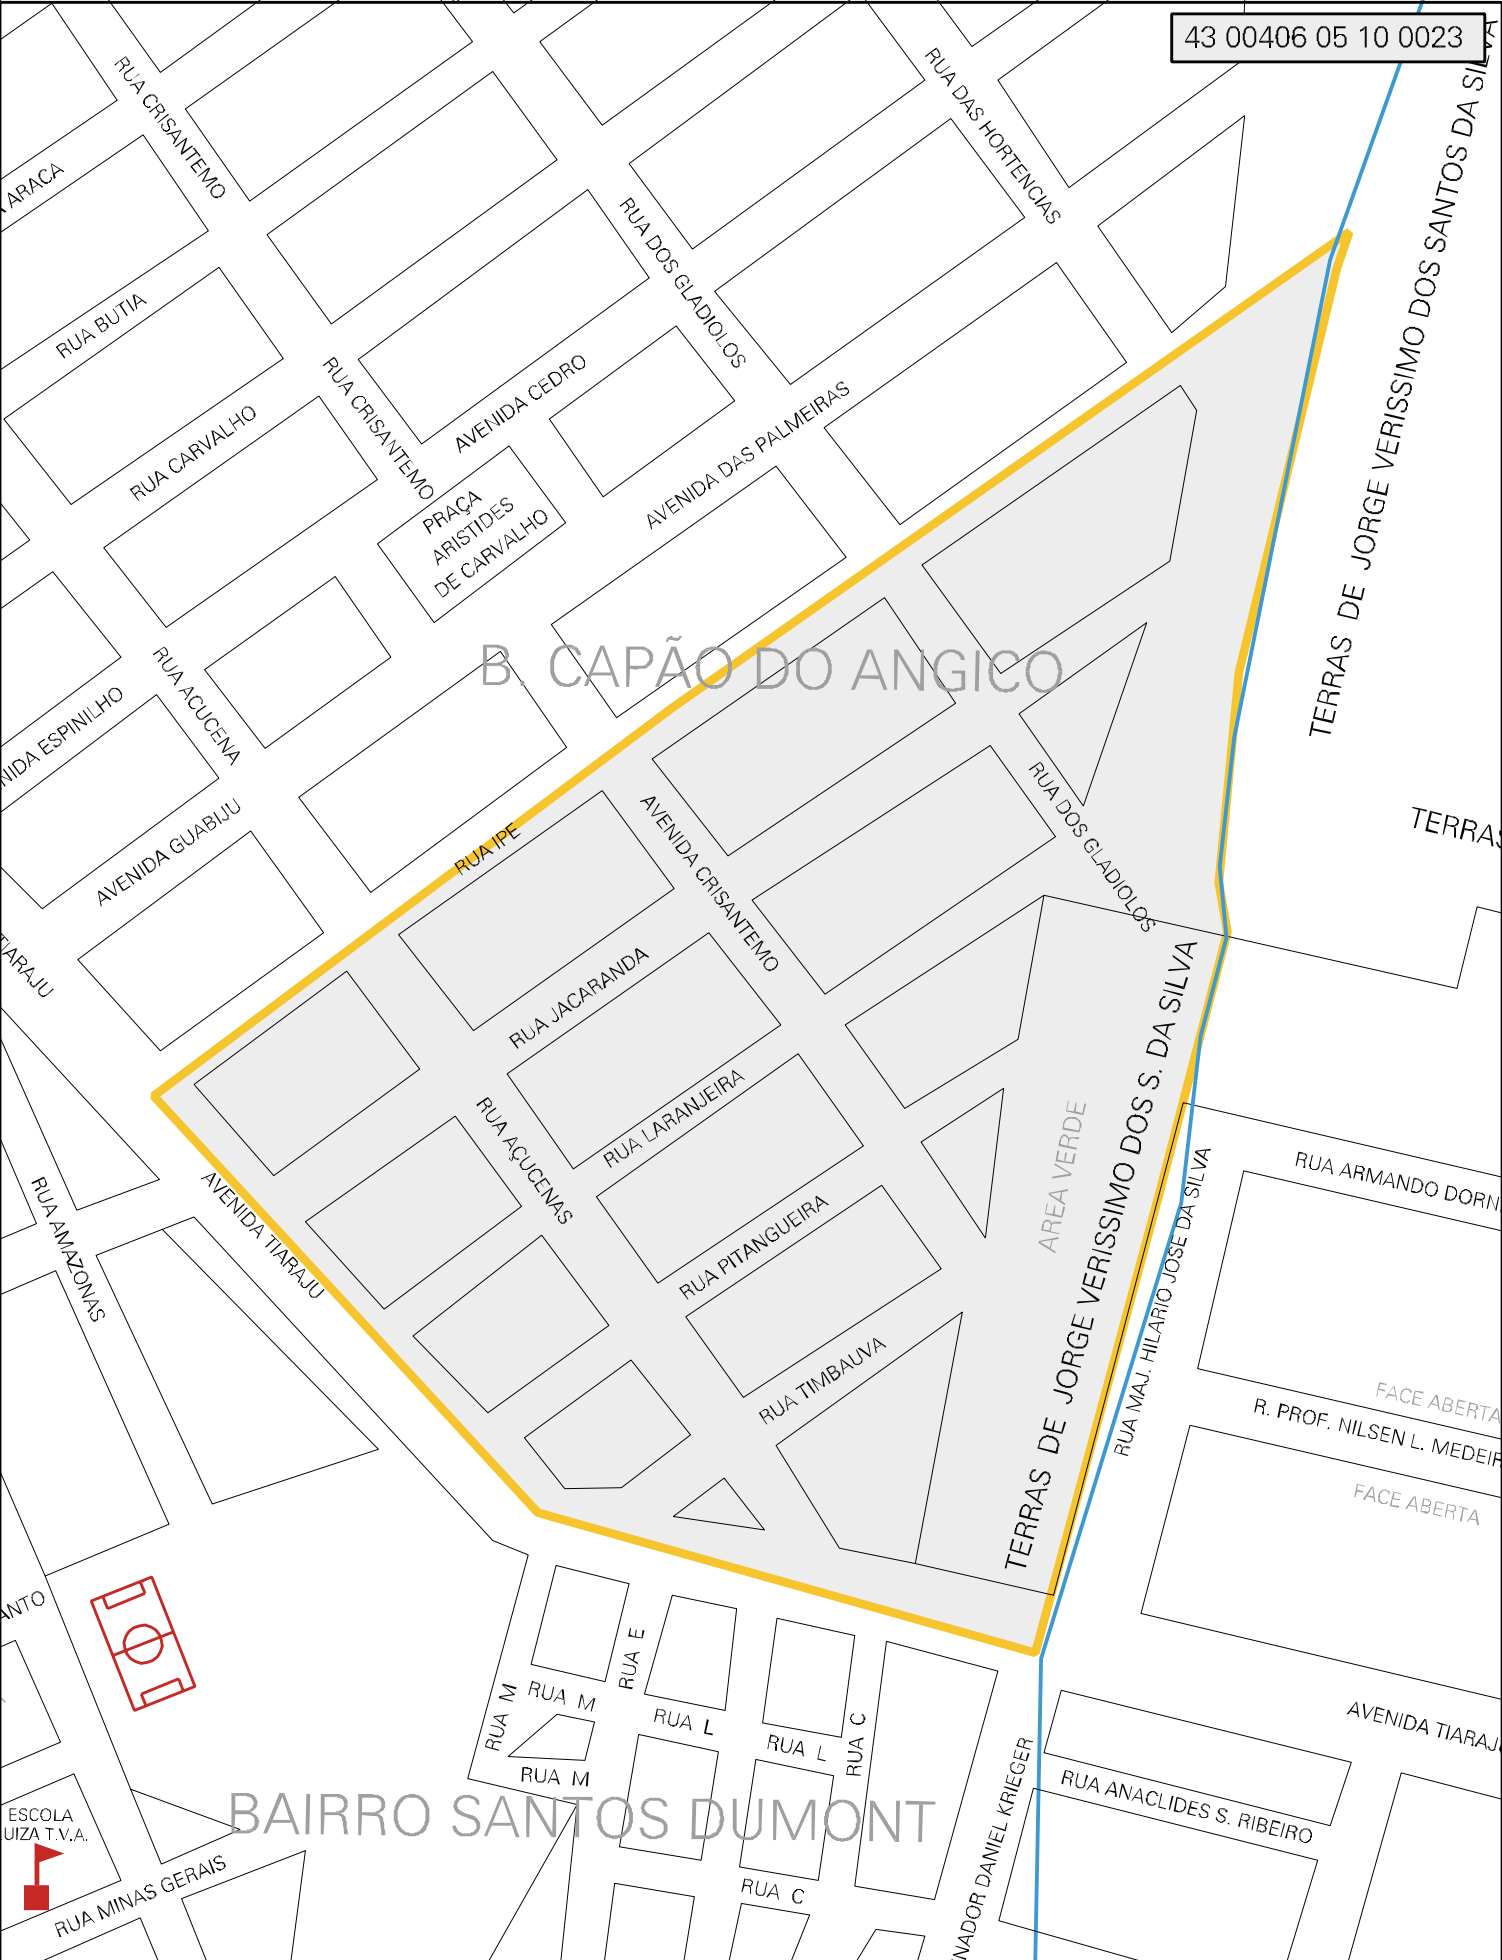 43 00406 05 10 0023
RUA CRISANTEMO
RUA DAS HORTENCIAS
TERRAS DE JORGE VERISSIMO DOS SANTOS DA SILVA
ARACA
RUA DOS GLADIOLOS
RUA BUTIA
RUA CRISANTEMO
AVENIDA CEDRO
RUA CARVALHO
AVENIDA DAS PALMEIRAS
PRAÇA
ARISTIDES
DE CARVALHO
B. CAPÃO DO ANGICO
RUA ACUCENA
NIDA ESPINILHO
AVENIDA GUABIJU
RUA IPE
AVENIDA CRISANTEMO
RUA DOS GLADIOLOS
TERRAS
TIARAJU
RUA JACARANDA
TERRAS DE JORGE VERISSIMO DOS S. DA SILVA
RUA LARANJEIRA
RUA AÇUCENAS
AREA VERDE
RUA ARMANDO DORN
RUA AMAZONAS
AVENIDA TIARAJU
RUA PITANGUEIRA
RUA MAJ. HILARIO JOSE DA SILVA
RUA TIMBAUVA
FACE ABERTA
R. PROF. NILSEN L. MEDEIR
FACE ABERTA
ANTO
RUA E
RUA M
RUA M
RUA L
RUA C
RUA L
AVENIDA TIARAJ
RUA M
RUA ANACLIDES S. RIBEIRO
BAIRRO SANTOS DUMONT
ESCOLA
UIZA T.V.A.
NADOR DANIEL KRIEGER
RUA MINAS GERAIS
RUA C